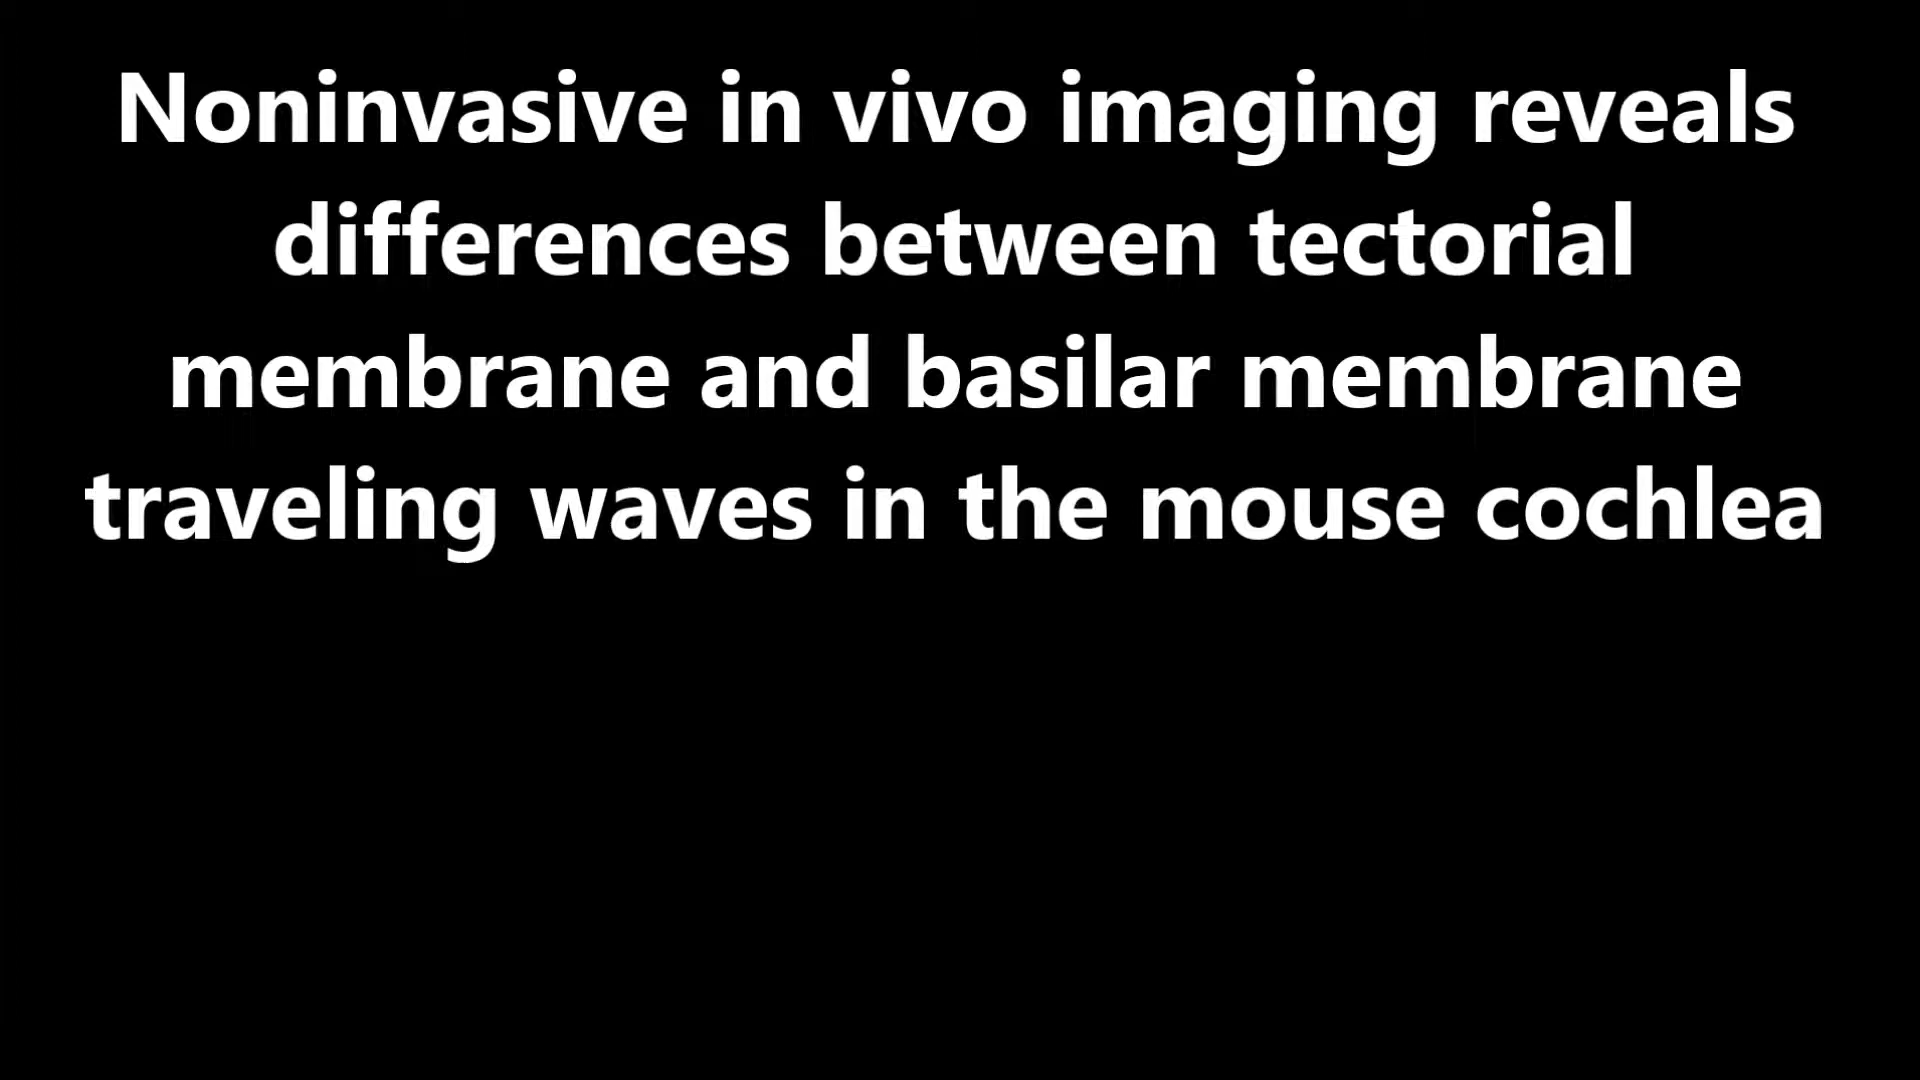 Noninvasive in vivo imaging reveals
differences between tectorial
membrane and basilar membrane
traveling waves in the mouse cochlea